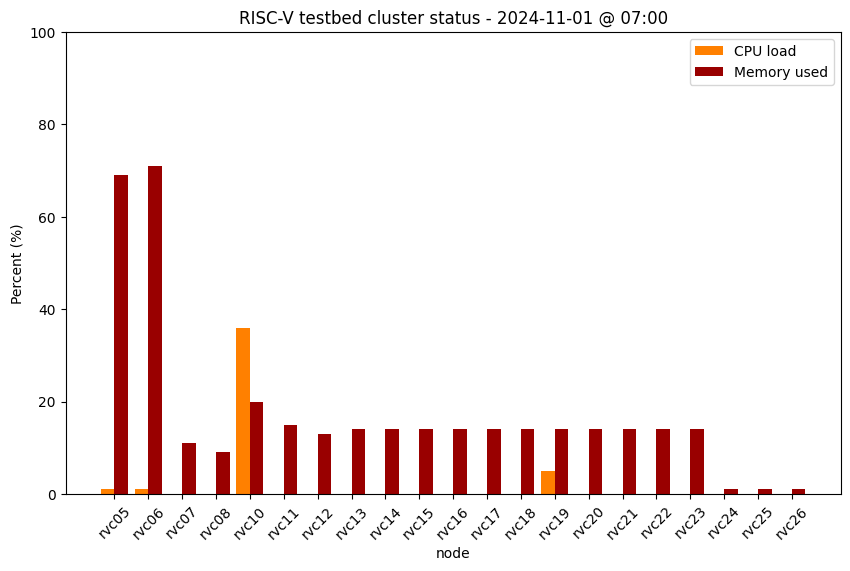 RISC-V testbed cluster status - 2024-11-01 @ 07:00
CPU load
Memory used
Percent (%)
100
80
60
40
20
0
rvc05 rvc06 rvc07 rvc08 rvc10 rvc11 rvc12 rvc13 rvc14 rvc15 rvc16 rvc17 rvc18 rvc19 rvc20 rvc21 rvc22 rvc23 rvc24 rvc25 rvc26
node